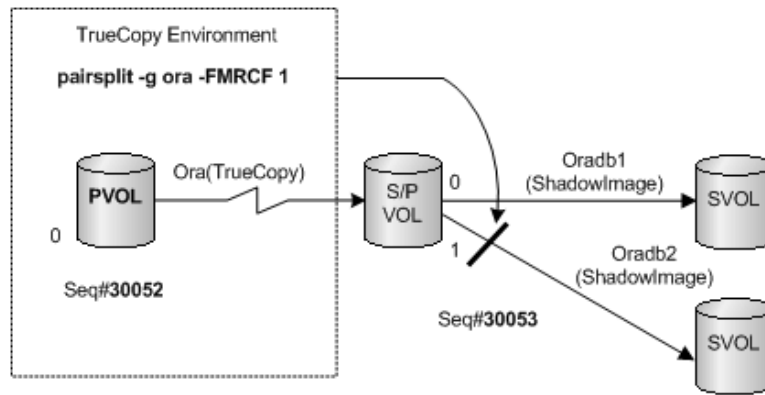 TrueCopy Environment
pairsplit -g ora -FMRCF 1
Ora(TrueCopy)
PVOL
0
Seq#30052
S/P
VOL
0
1
Oradb1
(ShadowImage)
SVOL
Oradb2
(ShadowImage)
Seq#30053
SVOL